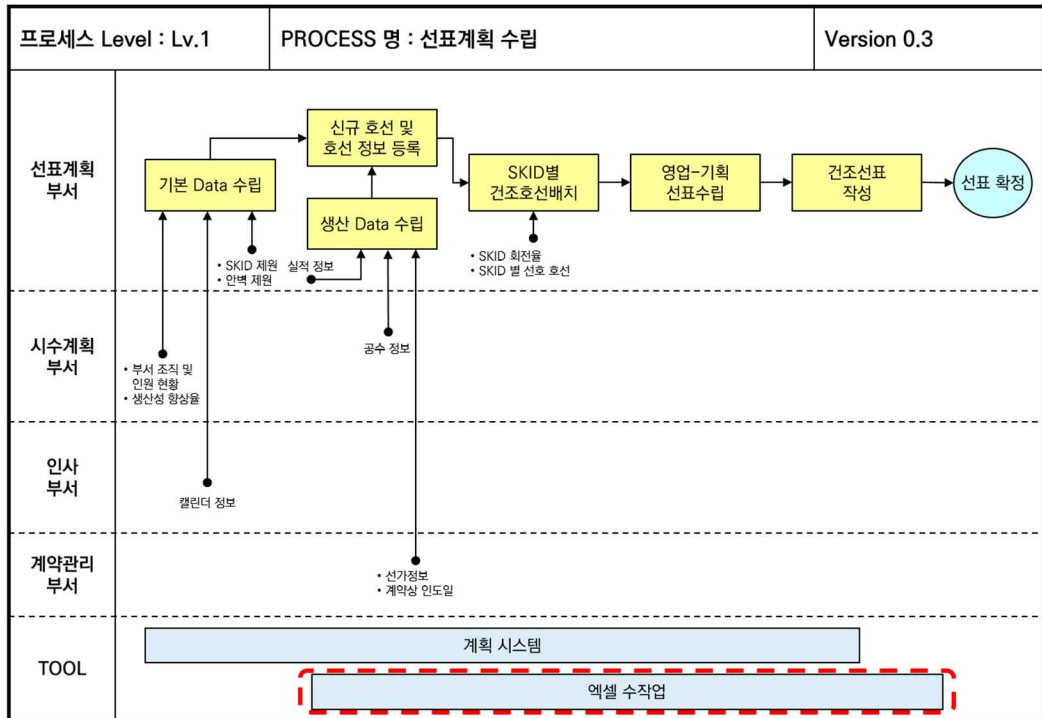 프로세스 Level : Lv.1
PROCESS 명 : 선표계획 수립
Version 0.3
선표계획
부서
기본 Data 수립
신규 호선 및
호선 정보 등록
생산 Data 수립
SKID별
건조호선배치
영업-기획
선표수립
건조선표
작성
선표 확정
• SKID 제원
• 안벽 제원
실적 정보
• SKID 회전율
• SKID 별 선호 호선
시수계획
부서
• 부서 조직 및
인원 현황
• 생산성 향상율
공수 정보
인사
부서
캘린더 정보
계약관리
부서
• 선가정보
• 계약상 인도일
TOOL
계획 시스템
엑셀 수작업